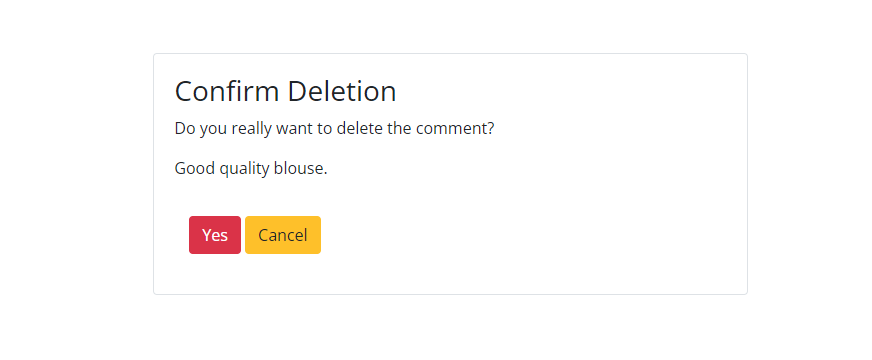 Confirm Deletion
Do you really want to delete the comment?
Good quality blouse.
Yes Cancel